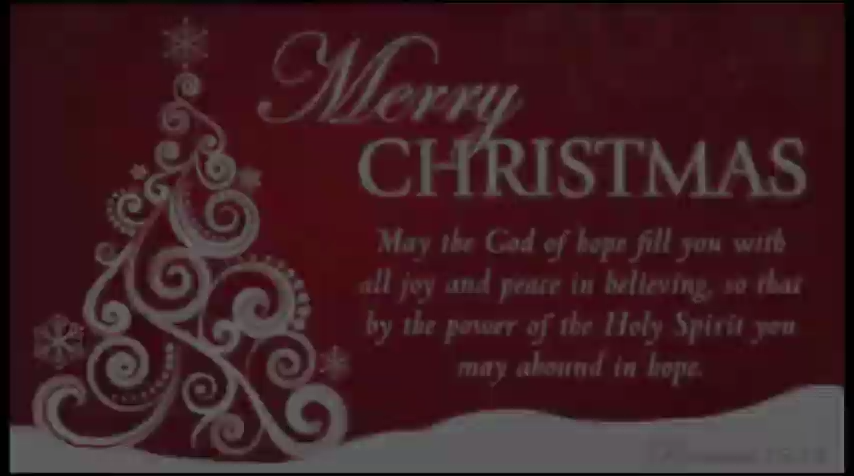 Merry
CHRISTMAS
May the God of hope fill you with
all joy and peace in believing, so that
by the power of the Holy Spirit you
may abound in hope.